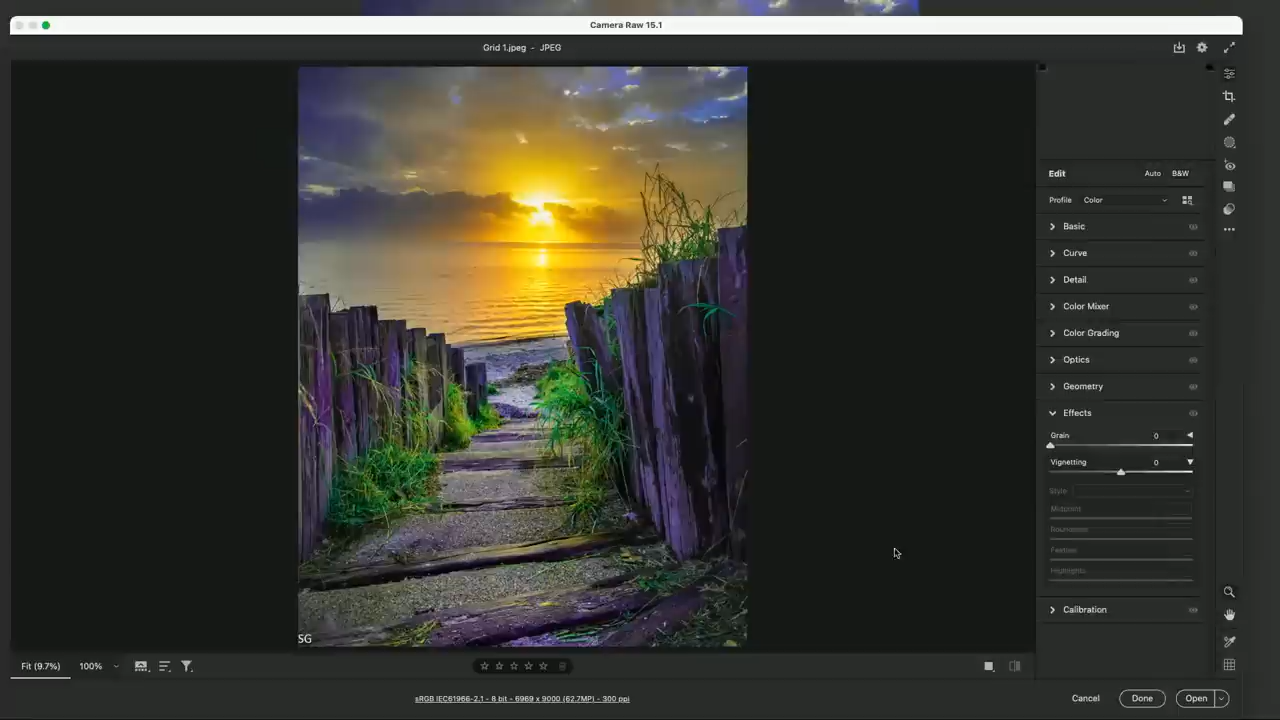 Camera Raw 15.1
Grid 1.jpeg - JPEG
Edit
Auto
B&W
Profile
Color
Basic
Curve
Detail
Color Mixer
Color Grading
Optics
Geometry
Effects
Grain
0
Vignetting
0
Style
Midpoint
Roundness
Feather
Highlights
Calibration
SG
Fit (9.7%)
100%
sRGB IEC61966-2.1 - 8 bit - 6969 x 9000 (62.7MP) - 300 ppi
Cancel
Done
Open